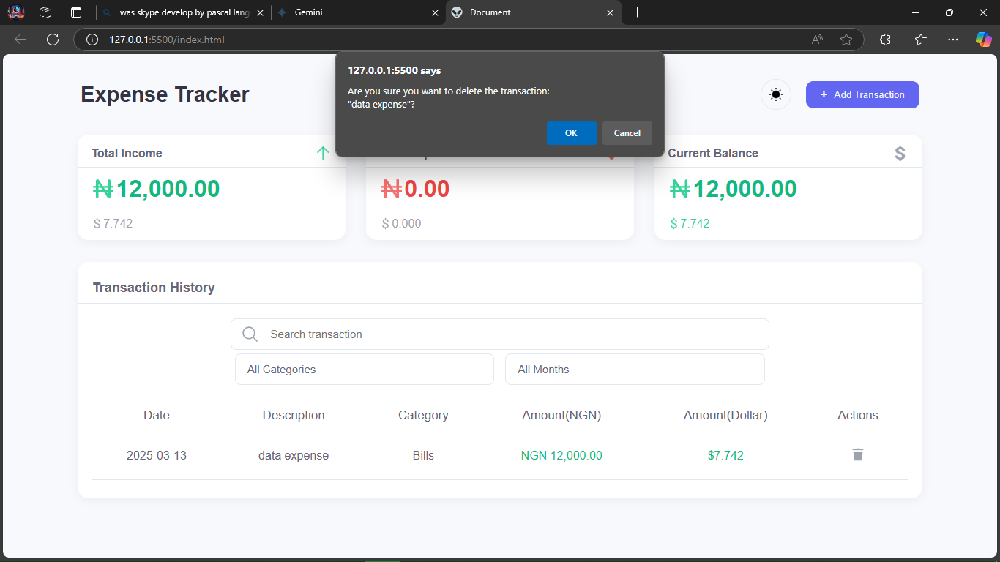 was skype develop by pascal lang
Gemini
Document
127.0.0.1:5500/index.html
127.0.0.1:5500 says
Are you sure you want to delete the transaction:
"data expense"?
OK
Cancel
Expense Tracker
+ Add Transaction
Total Income
Current Balance
$
₦12,000.00
₦0.00
₦12,000.00
$ 7.742
$ 0.000
$ 7.742
Transaction History
Search transaction
All Categories
All Months
Date Description Category Amount(NGN) Amount(Dollar) Actions
2025-03-13 data expense Bills NGN 12,000.00 $7.742